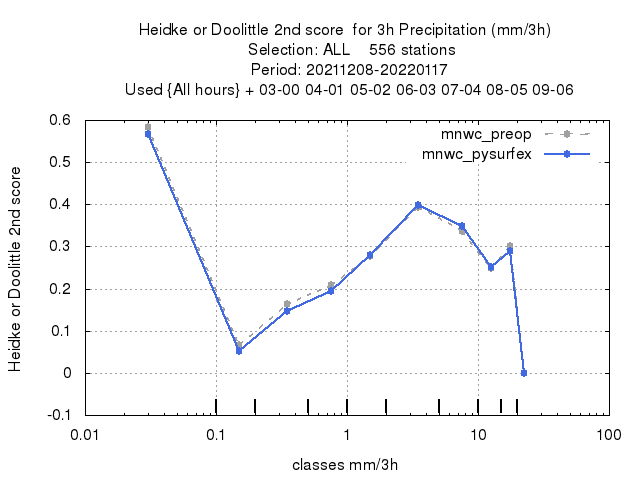 Heidke or Doolittle 2nd score  for 3h Precipitation (mm/3h)
Selection: ALL    556 stations
Period: 20211208-20220117
Used {All hours} + 03-00 04-01 05-02 06-03 07-04 08-05 09-06
mnwc_preop
mnwc_pysurfex
Heidke or Doolittle 2nd score
0.6
0.5
0.4
0.3
0.2
0.1
0
-0.1
0.01
0.1
1
10
100
classes mm/3h